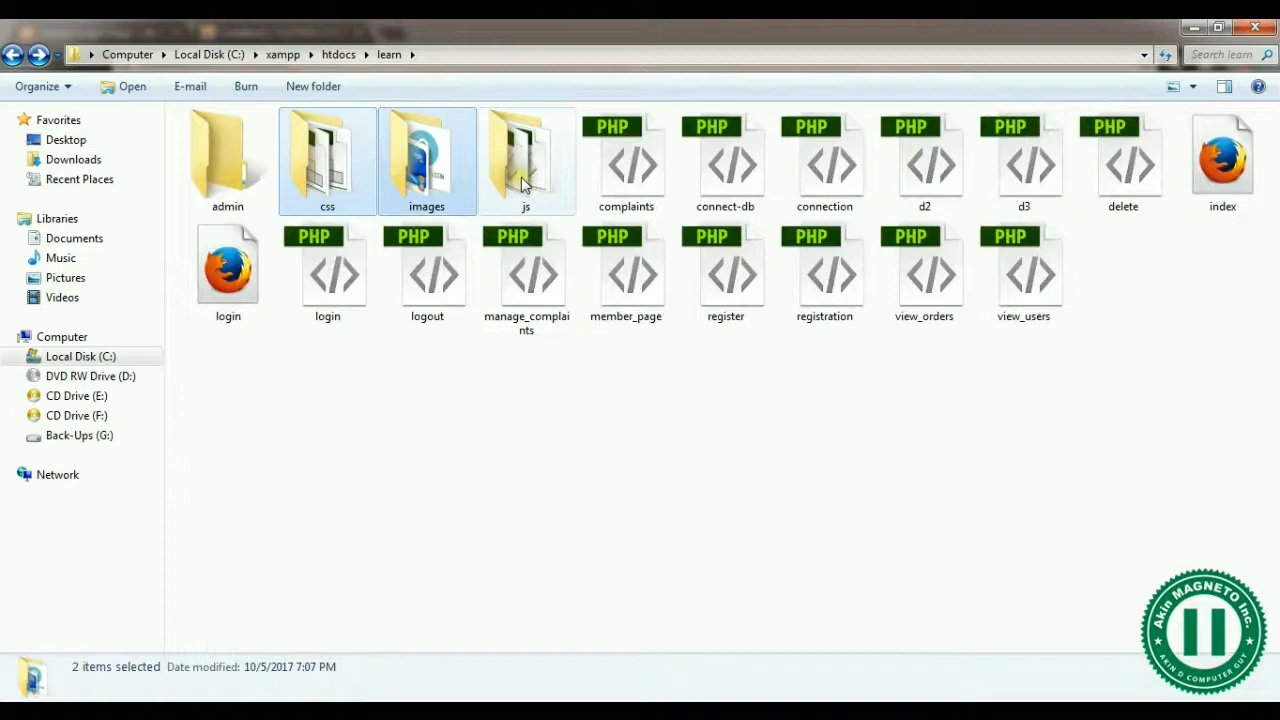 Computer Local Disk (C:) xampp htdocs learn
Search learn
Organize Open E-mail Burn New folder
Favorites
Desktop
Downloads
Recent Places
Libraries
Documents
Music
Pictures
Videos
Computer
Local Disk (C:)
DVD RW Drive (D:)
CD Drive (E:)
CD Drive (F:)
Back-Ups (G:)
Network
PHP PHP PHP PHP PHP PHP
admin css images js complaints connect-db connection d2 d3 delete index
PHP PHP PHP PHP PHP PHP PHP PHP
login login logout manage_complai member_page register registration view_orders view_users
nts
2 items selected Date modified: 10/5/2017 7:07 PM
Akin MAGNETO Inc.
AKIN D COMPUTER GUY